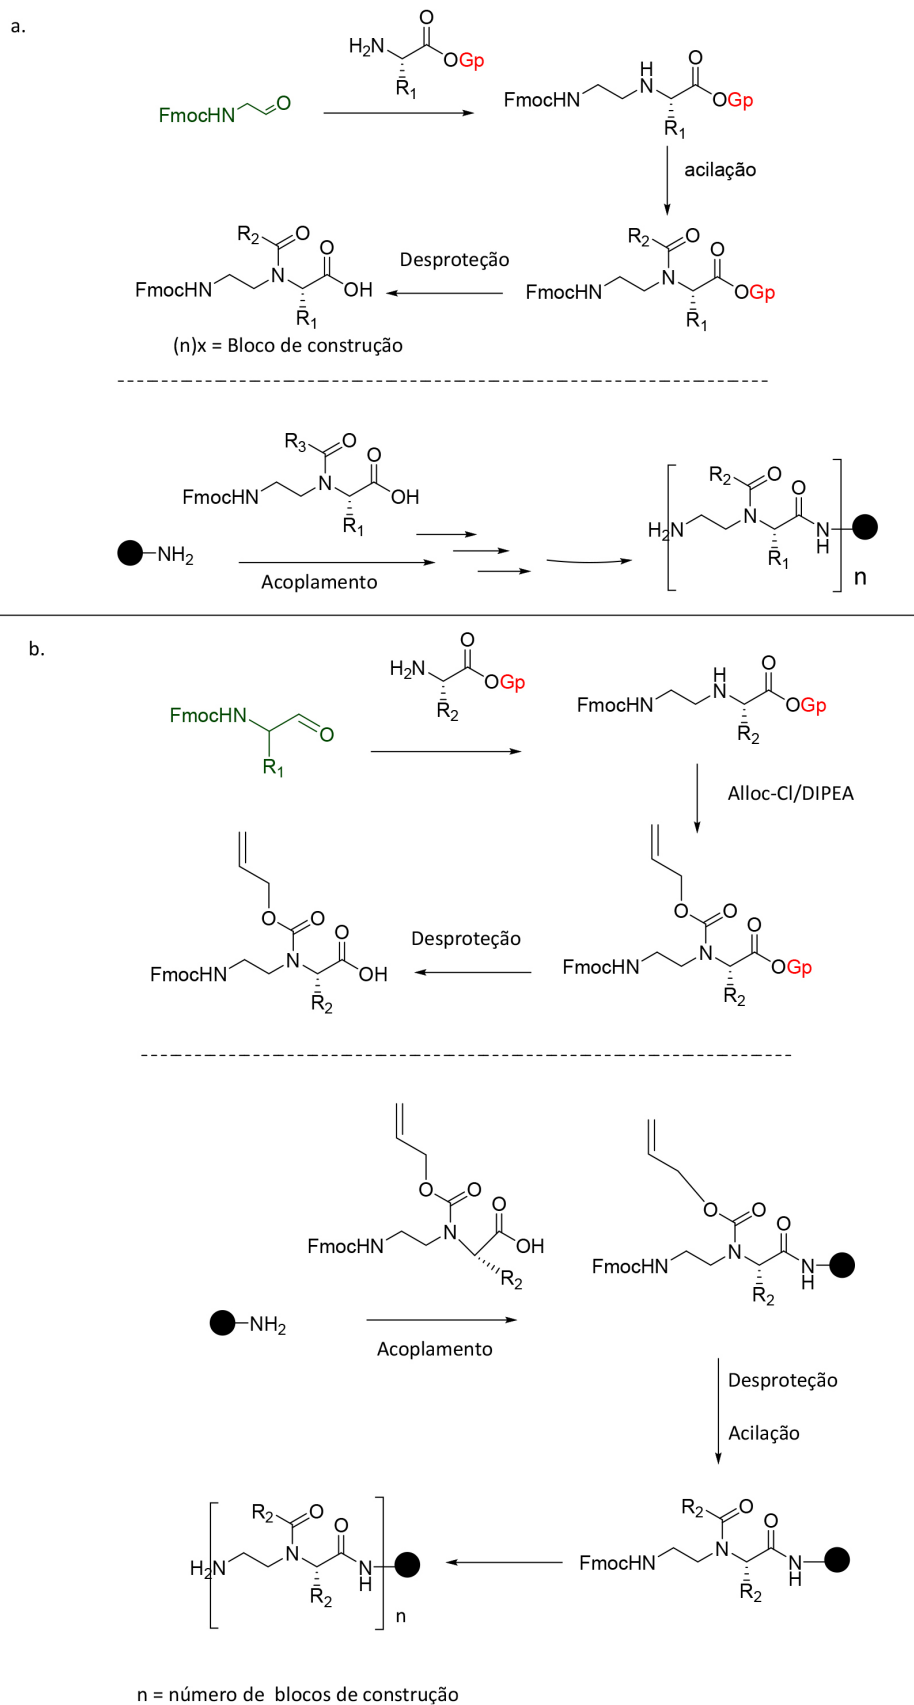 a.
H₂N
O
OGp
R₁
FmocHN
O
FmocHN
H
N
O
OGp
R₁
acilação
R₂
O
FmocHN
N
O
OH
R₁
Desproteção
R₂
O
FmocHN
N
O
OGp
R₁
(n)x = Bloco de construção
R₃
O
FmocHN
N
O
OH
R₁
NH₂
Acoplamento
R₂
O
H₂N
N
O
N
H
R₁
n
b.
H₂N
O
OGp
R₂
FmocHN
O
R₁
FmocHN
H
N
O
OGp
R₂
Alloc-Cl/DIPEA
O
O
FmocHN
N
O
OH
R₂
Desproteção
O
O
FmocHN
N
O
OGp
R₂
O
O
FmocHN
N
O
OH
R₂
NH₂
Acoplamento
O
O
FmocHN
N
O
N
H
R₂
Desproteção
Acilação
R₂
O
H₂N
N
O
N
H
R₂
n
R₂
O
FmocHN
N
O
N
H
R₂
n = número de blocos de construção